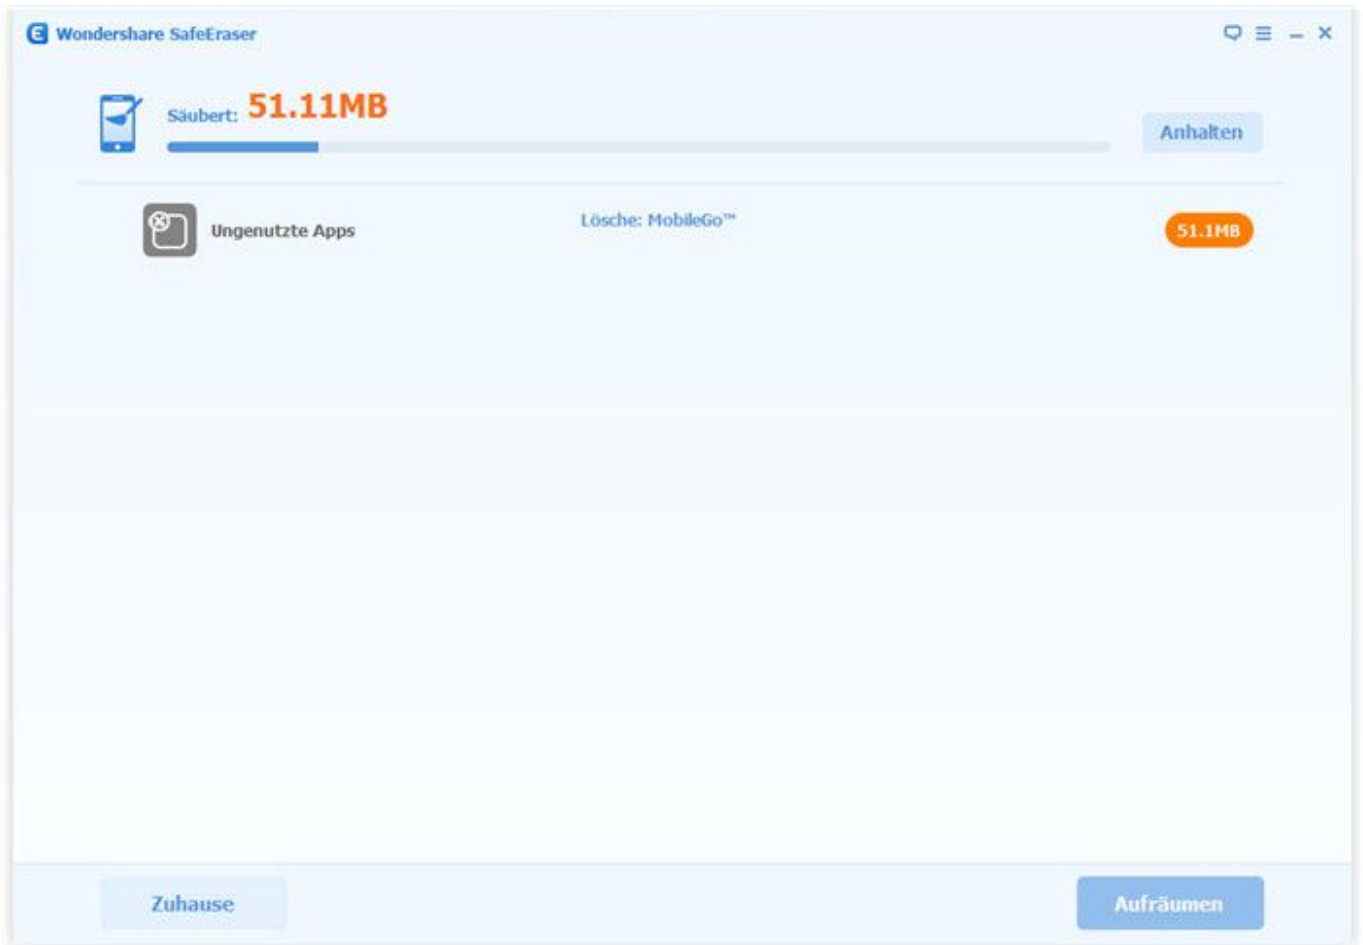 Wondershare SafeEraser
Säubert: 51.11MB
Anhalten
Ungenutzte Apps
Lösche: MobileGo™
51.1MB
Zuhause
Aufräumen